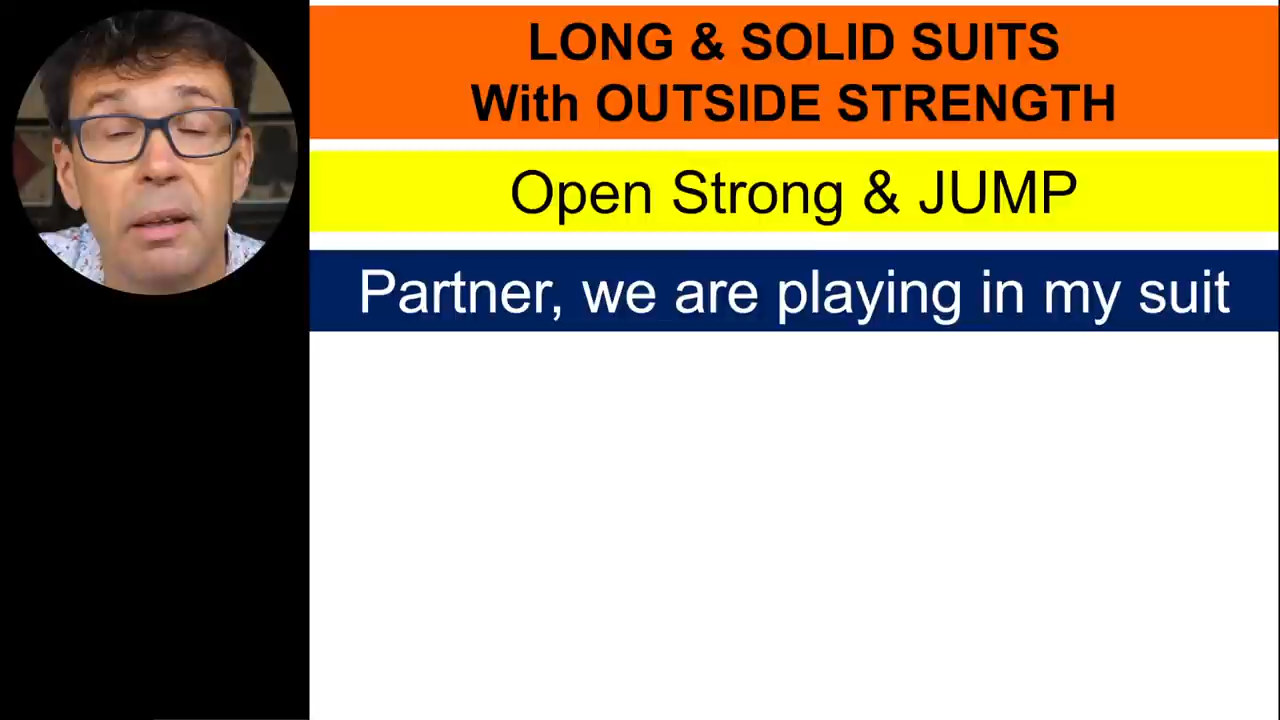 LONG & SOLID SUITS
With OUTSIDE STRENGTH
Open Strong & JUMP
Partner, we are playing in my suit